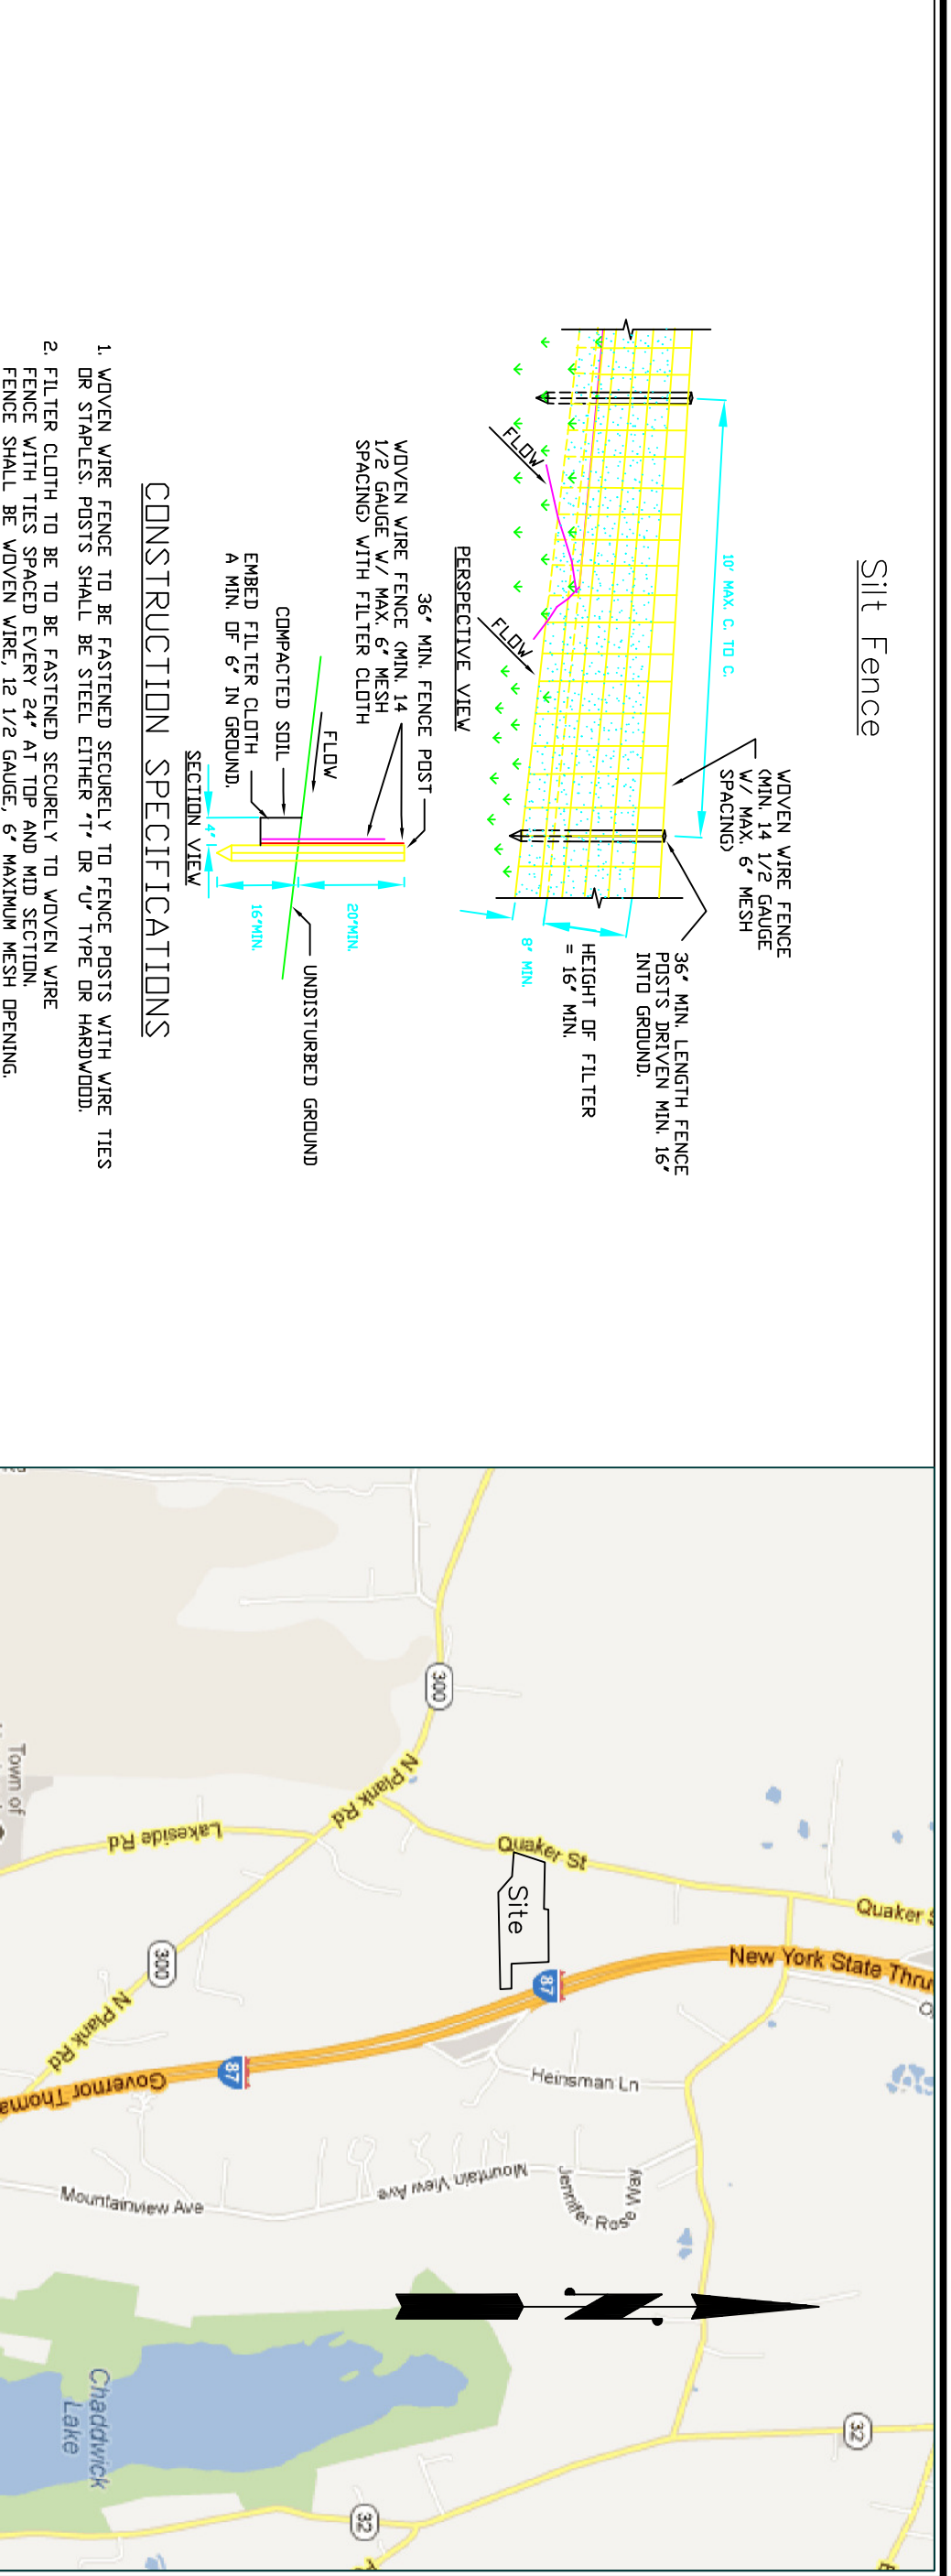 Silt Fence
WOVEN WIRE FENCE
(MIN. 14 1/2 GAUGE
W/ MAX. 6" MESH
SPACING)
10' MAX. C. TO C.
36" MIN. LENGTH FENCE
POSTS DRIVEN MIN. 16"
INTO GROUND.
HEIGHT OF FILTER
= 16" MIN.
8" MIN.
FLOW
FLOW
PERSPECTIVE VIEW
36" MIN. FENCE POST
WOVEN WIRE FENCE (MIN. 14
1/2 GAUGE W/ MAX. 6" MESH
SPACING) WITH FILTER CLOTH
20"MIN.
UNDISTURBED GROUND
FLOW
COMPACTED SOIL
EMBED FILTER CLOTH
A MIN. OF 6" IN GROUND.
16"MIN.
4"
SECTION VIEW
CONSTRUCTION SPECIFICATIONS
1. WOVEN WIRE FENCE TO BE FASTENED SECURELY TO FENCE POSTS WITH WIRE TIES
OR STAPLES. POSTS SHALL BE STEEL EITHER "T" OR "U" TYPE OR HARDWOOD.
2. FILTER CLOTH TO BE TO BE FASTENED SECURELY TO WOVEN WIRE
FENCE WITH TIES SPACED EVERY 24" AT TOP AND MID SECTION.
FENCE SHALL BE WOVEN WIRE, 12 1/2 GAUGE, 6" MAXIMUM MESH OPENING.
Quaker S
New York State Thru
32
Quaker St
Site
87
Heinsman Ln
Jennifer Rose Way
300
N Plank Rd
Mountain View Ave
32
Lakeside Rd
300
87
N Plank Rd
Governor Thoma
Mountainview Ave
Chadwick
Lake
Town of